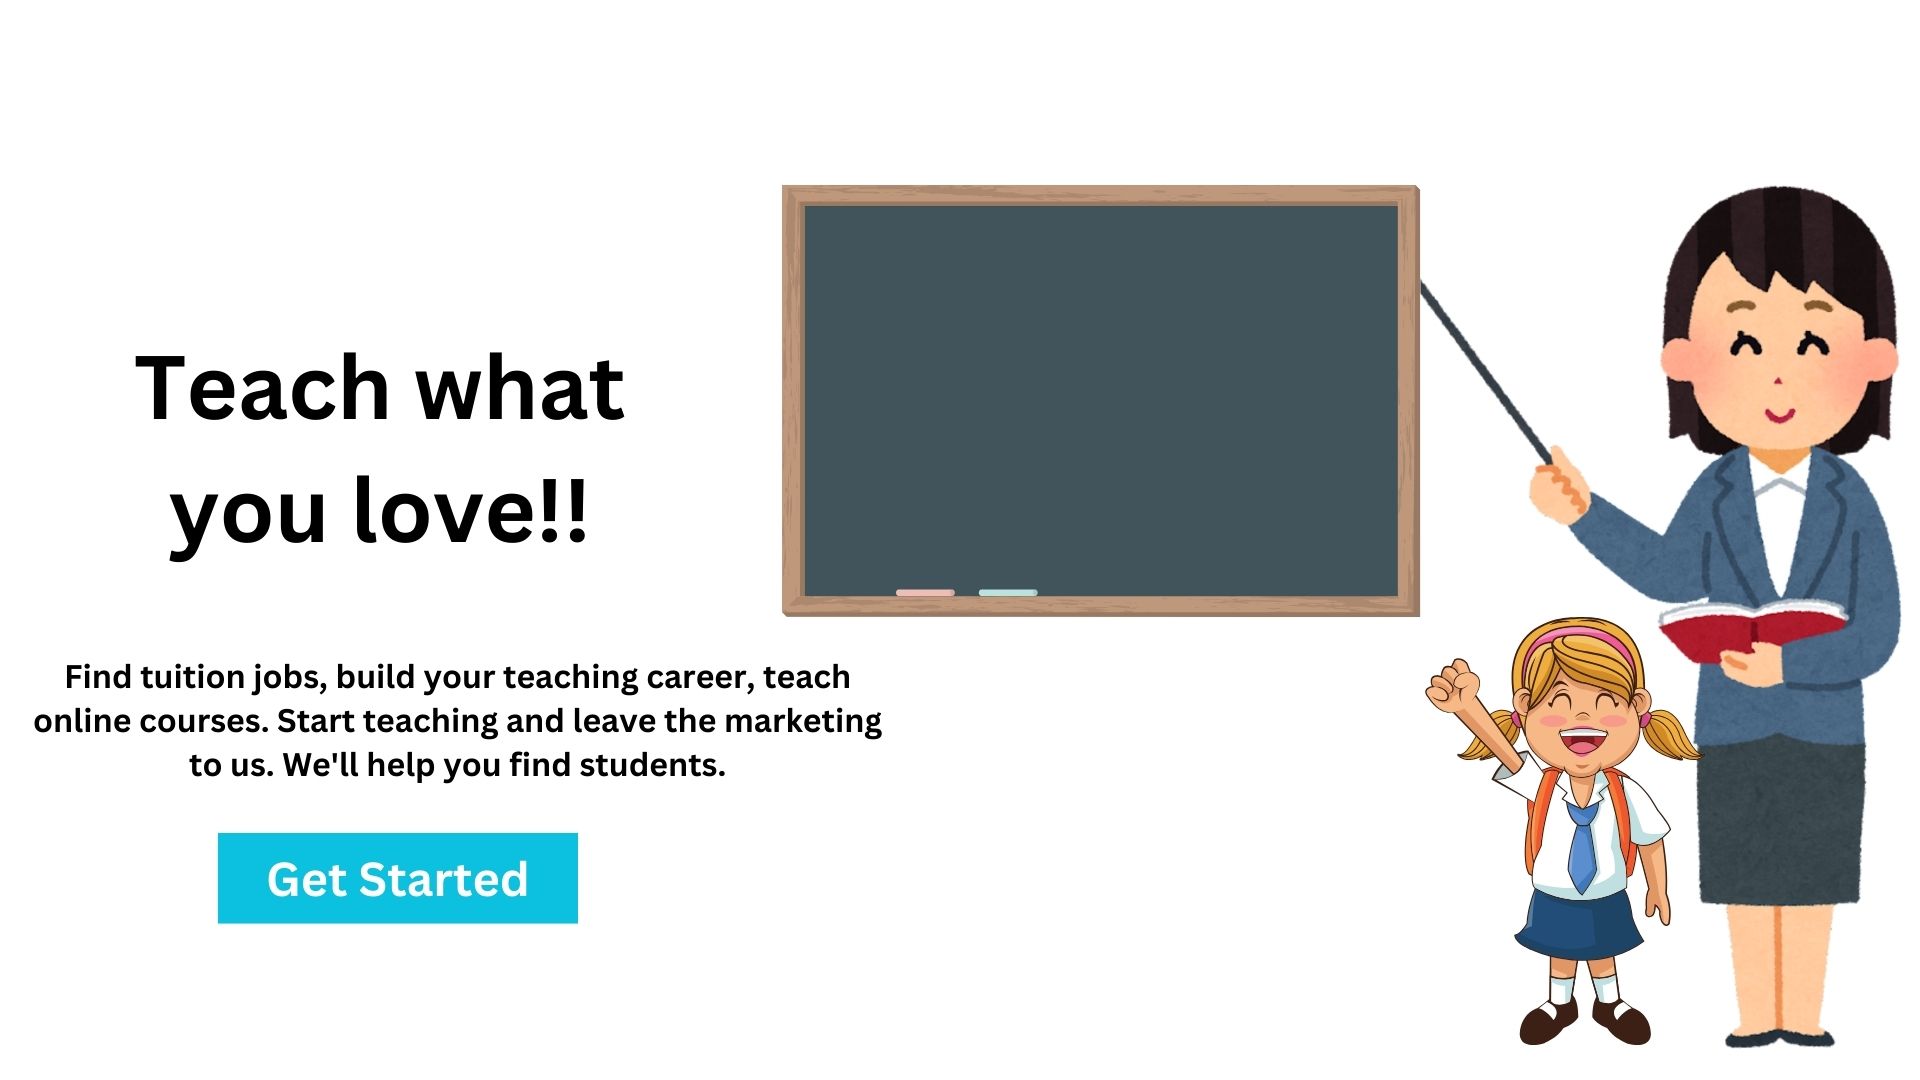 Teach what
you love!!
Find tuition jobs, build your teaching career, teach
online courses. Start teaching and leave the marketing
to us. We'll help you find students.
Get Started